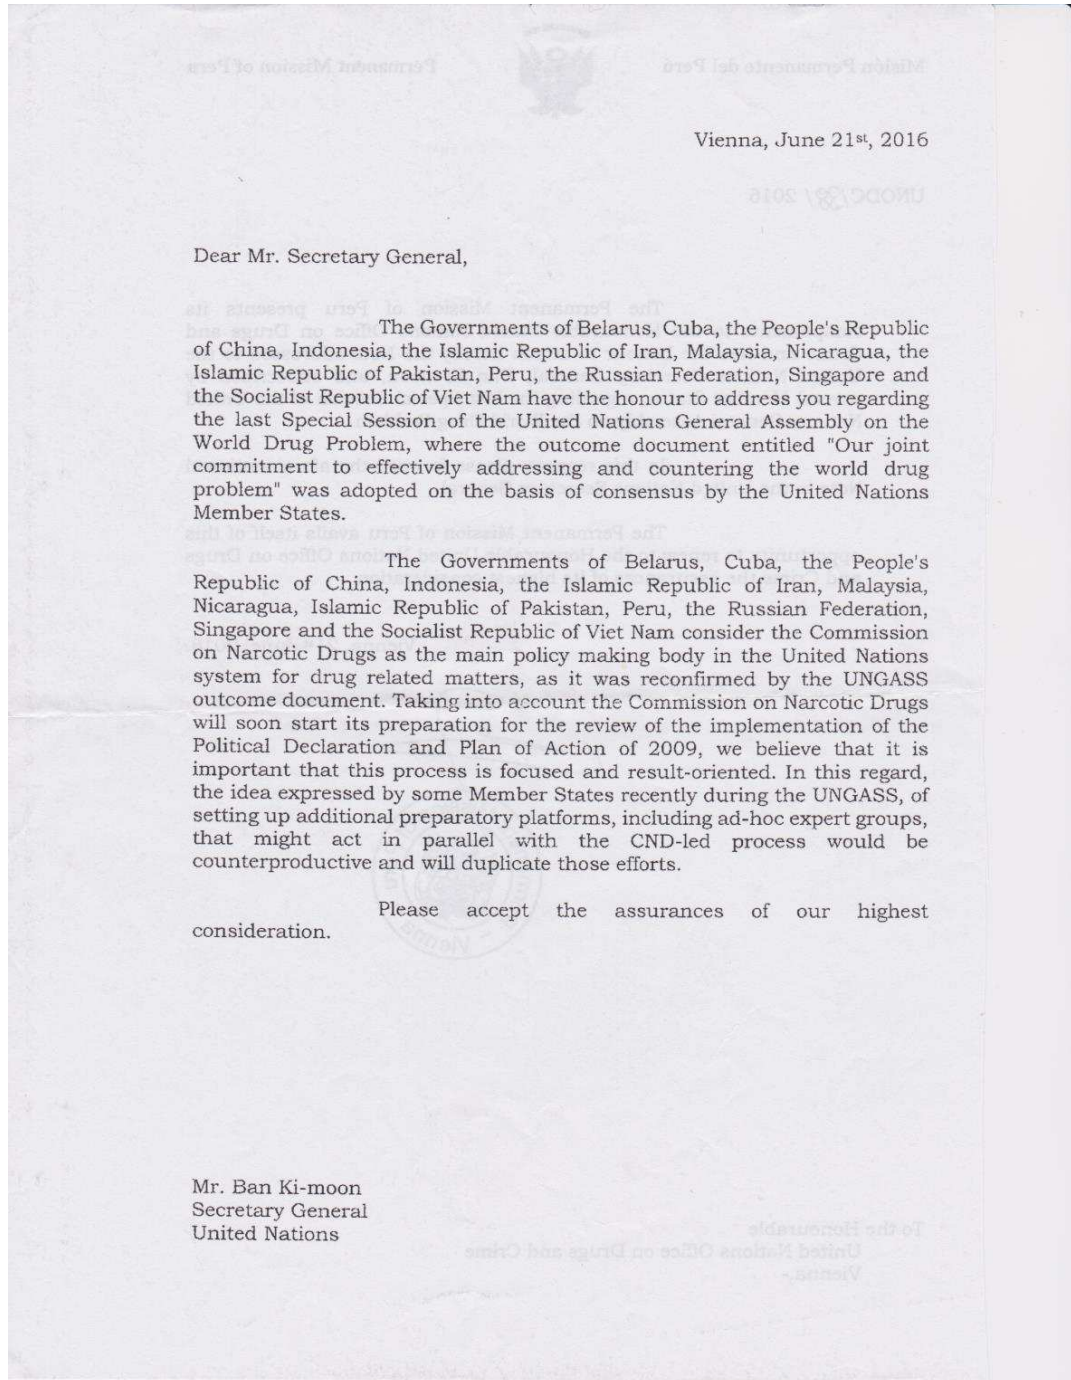 Vienna, June 21st, 2016
Dear Mr. Secretary General,
The Governments of Belarus, Cuba, the People's Republic
of China, Indonesia, the Islamic Republic of Iran, Malaysia, Nicaragua, the
Islamic Republic of Pakistan, Peru, the Russian Federation, Singapore and
the Socialist Republic of Viet Nam have the honour to address you regarding
the last Special Session of the United Nations General Assembly on the
World Drug Problem, where the outcome document entitled "Our joint
commitment to effectively addressing and countering the world drug
problem" was adopted on the basis of consensus by the United Nations
Member States.
The Governments of Belarus, Cuba, the People's
Republic of China, Indonesia, the Islamic Republic of Iran, Malaysia,
Nicaragua, Islamic Republic of Pakistan, Peru, the Russian Federation,
Singapore and the Socialist Republic of Viet Nam consider the Commission
on Narcotic Drugs as the main policy making body in the United Nations
system for drug related matters, as it was reconfirmed by the UNGASS
outcome document. Taking into account the Commission on Narcotic Drugs
will soon start its preparation for the review of the implementation of the
Political Declaration and Plan of Action of 2009, we believe that it is
important that this process is focused and result-oriented. In this regard,
the idea expressed by some Member States recently during the UNGASS, of
setting up additional preparatory platforms, including ad-hoc expert groups,
that might act in parallel with the CND-led process would be
counterproductive and will duplicate those efforts.
Please accept the assurances of our highest
consideration.
Mr. Ban Ki-moon
Secretary General
United Nations